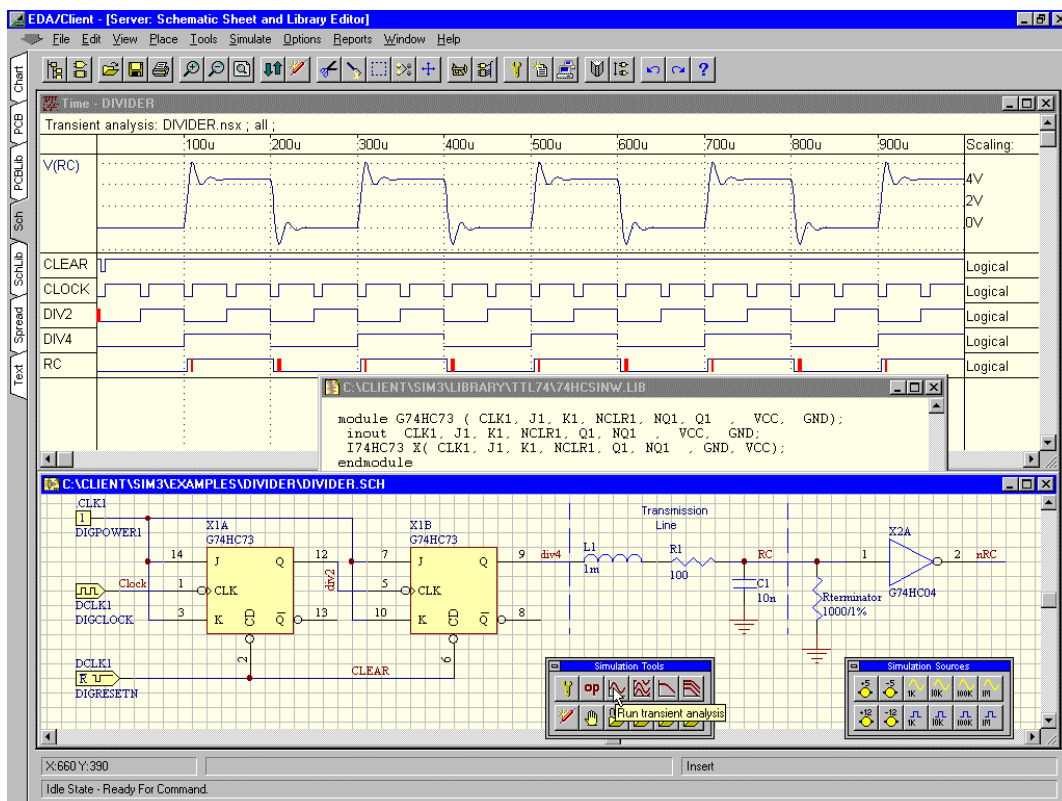 EDA/Client - [Server: Schematic Sheet and Library Editor]
File Edit View Place Tools Simulate Options Reports Window Help
Chart
PCB
PCBLib
Sch
SchLib
Spread
Text
Time - DIVIDER
Transient analysis: DIVIDER.nsx ; all ;
100u 200u 300u 400u 500u 600u 700u 800u 900u Scaling:
V(RC)
4V
2V
0V
CLEAR Logical
CLOCK Logical
DIV2 Logical
DIV4 Logical
RC Logical
C:\CLIENT\SIM3\LIBRARY\TTL74\74HCSINW.LIB
module G74HC73 ( CLK1, J1, K1, NCLR1, NQ1, Q1 , VCC, GND);
inout CLK1, J1, K1, NCLR1, Q1, NQ1 , VCC, GND;
I74HC73 X( CLK1, J1, K1, NCLR1, Q1, NQ1 , GND, VCC);
endmodule
C:\CLIENT\SIM3\EXAMPLES\DIVIDER\DIVIDER.SCH
CLK1
1
DIGPOWER1
X1A
G74HC73
14 J Q 12
Clock 1 CLK
3 K CD Q 13
2
DCLK1
DIGCLOCK
div2
X1B
G74HC73
7 J Q 9
5 CLK
10 K CD Q 8
6
DCLK1
R
DIGRESETN
CLEAR
div4
Transmission
Line
L1
1m
R1
100
RC
C1
10n
Rterminator
1000/1%
X2A
1 2 nRC
G74HC04
Simulation Tools
op
Run transient analysis
Simulation Sources
+5 -5 1K 10K 100K 1M
+12 -12 1K 10K 100K 1M
X:660 Y:390
Insert
Idle State - Ready For Command.